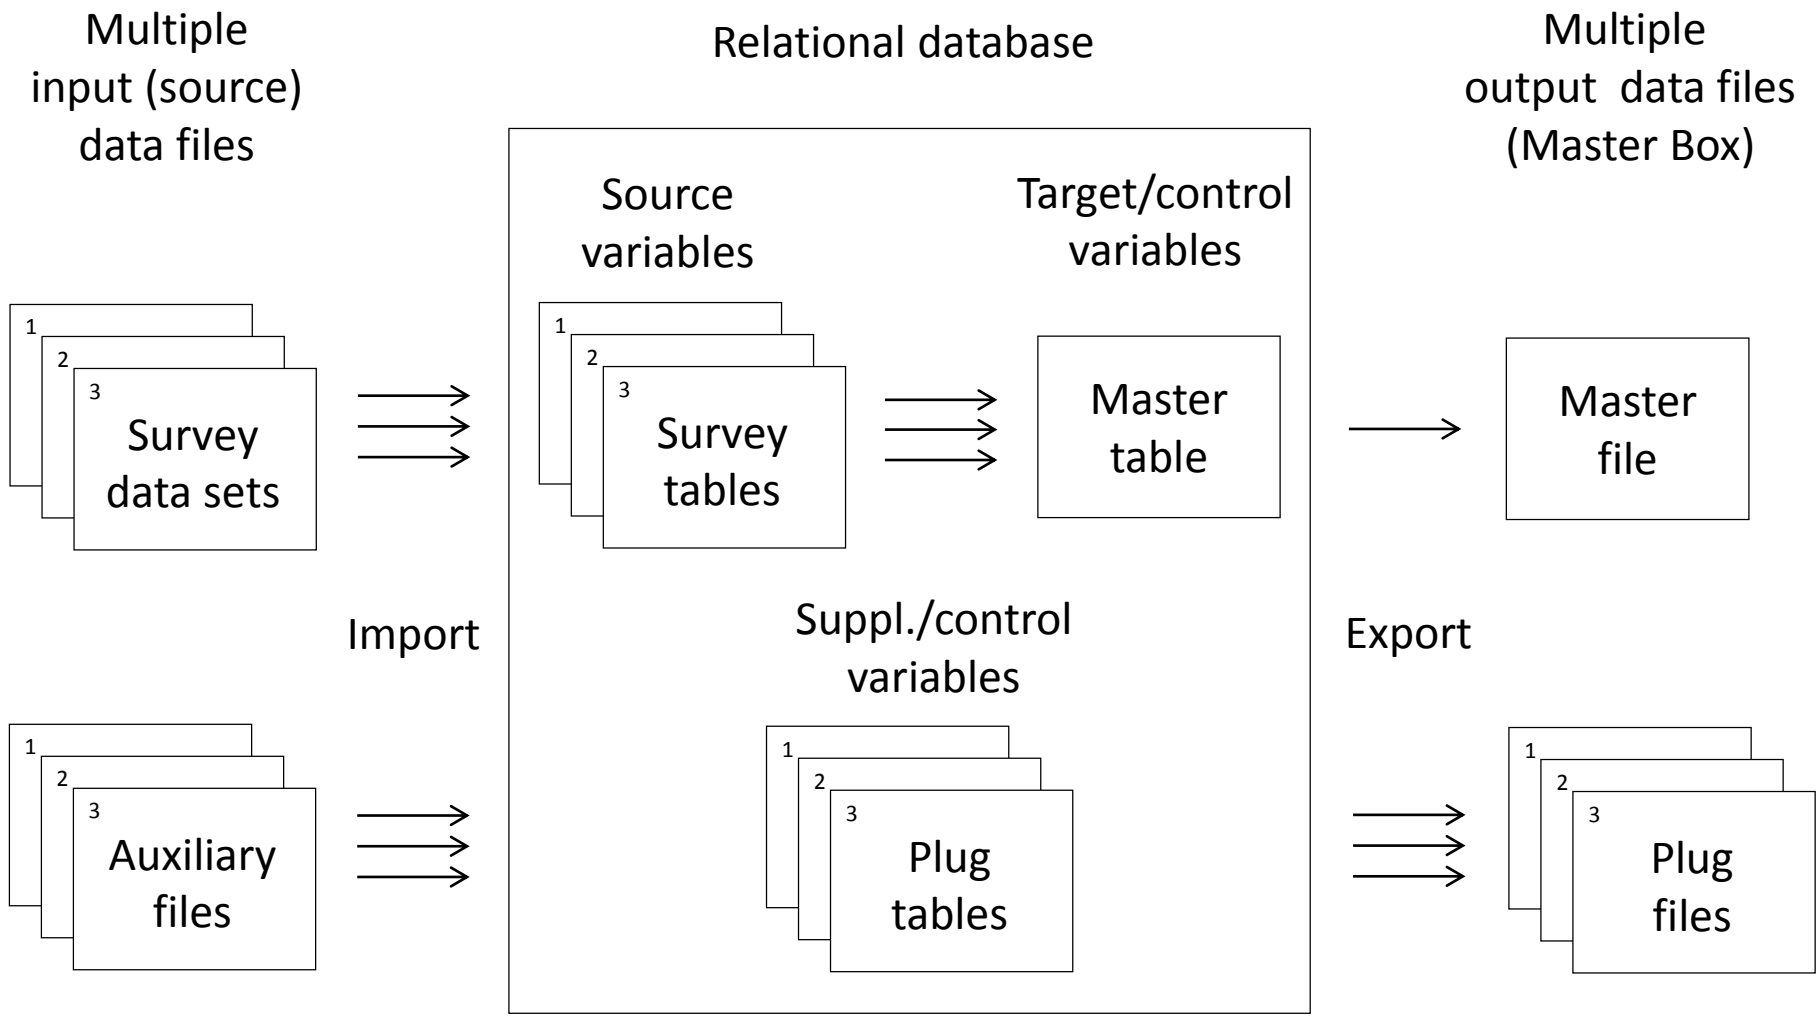 Multiple
input (source)
data files
Relational database
Multiple
output data files
(Master Box)
Source
variables
Target/control
variables
1
2
3
Survey
data sets
1
2
3
Survey
tables
Master
table
Master
file
Import
Suppl./control
variables
Export
1
2
3
Auxiliary
files
1
2
3
Plug
tables
1
2
3
Plug
files